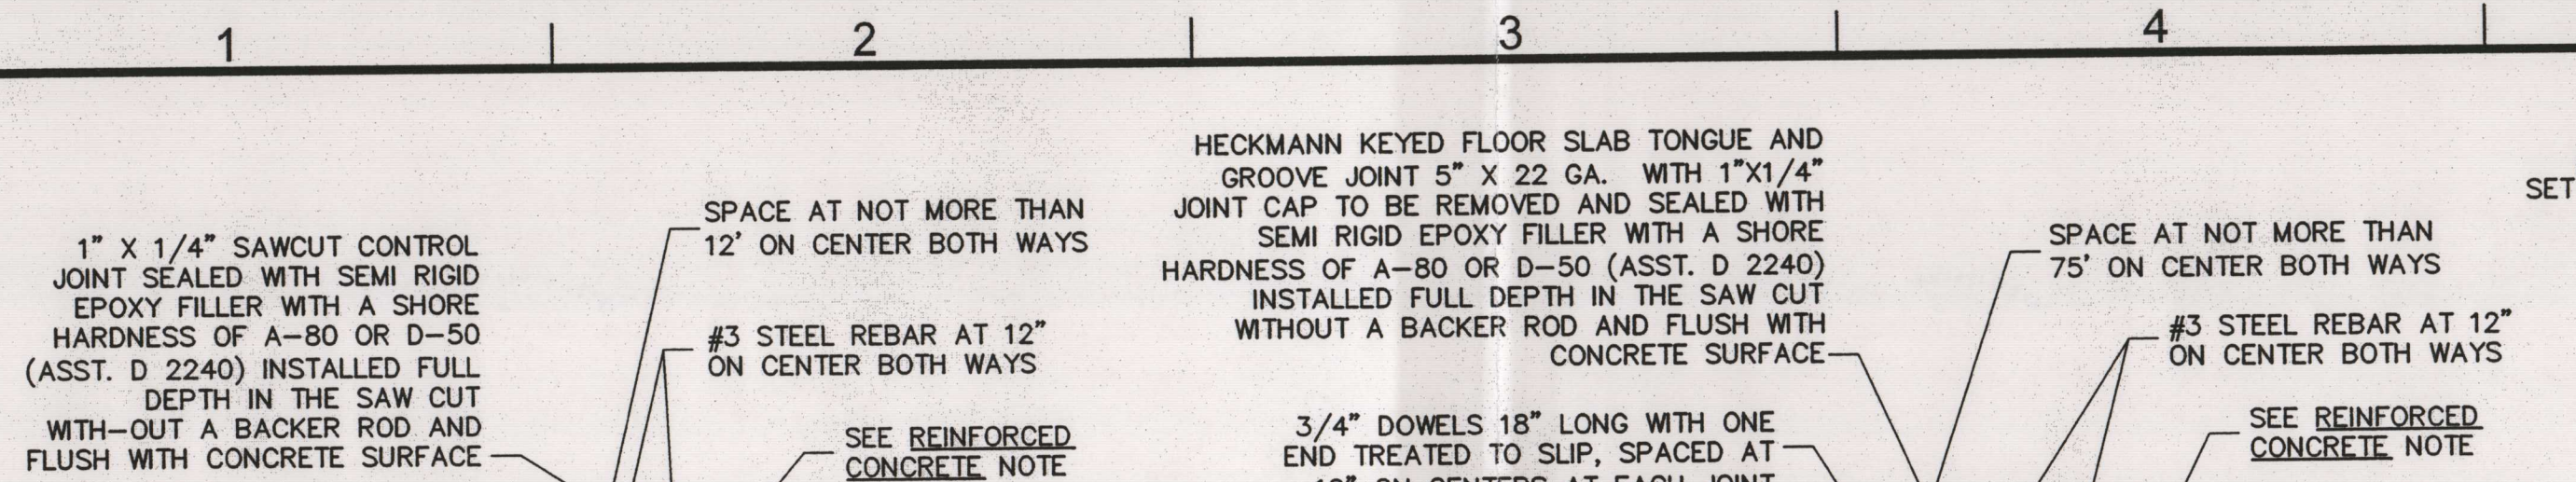 1
2
3
4
1" X 1/4" SAWCUT CONTROL
JOINT SEALED WITH SEMI RIGID
EPOXY FILLER WITH A SHORE
HARDNESS OF A-80 OR D-50
(ASST. D 2240) INSTALLED FULL
DEPTH IN THE SAW CUT
WITH-OUT A BACKER ROD AND
FLUSH WITH CONCRETE SURFACE
SPACE AT NOT MORE THAN
12' ON CENTER BOTH WAYS
#3 STEEL REBAR AT 12"
ON CENTER BOTH WAYS
SEE REINFORCED
CONCRETE NOTE
HECKMANN KEYED FLOOR SLAB TONGUE AND
GROOVE JOINT 5" X 22 GA. WITH 1"X1/4"
JOINT CAP TO BE REMOVED AND SEALED WITH
SEMI RIGID EPOXY FILLER WITH A SHORE
HARDNESS OF A-80 OR D-50 (ASST. D 2240)
INSTALLED FULL DEPTH IN THE SAW CUT
WITHOUT A BACKER ROD AND FLUSH WITH
CONCRETE SURFACE
3/4" DOWELS 18" LONG WITH ONE
END TREATED TO SLIP, SPACED AT
ON CENTERS AT EACH JOINT
SPACE AT NOT MORE THAN
75' ON CENTER BOTH WAYS
#3 STEEL REBAR AT 12"
ON CENTER BOTH WAYS
SEE REINFORCED
CONCRETE NOTE
SET